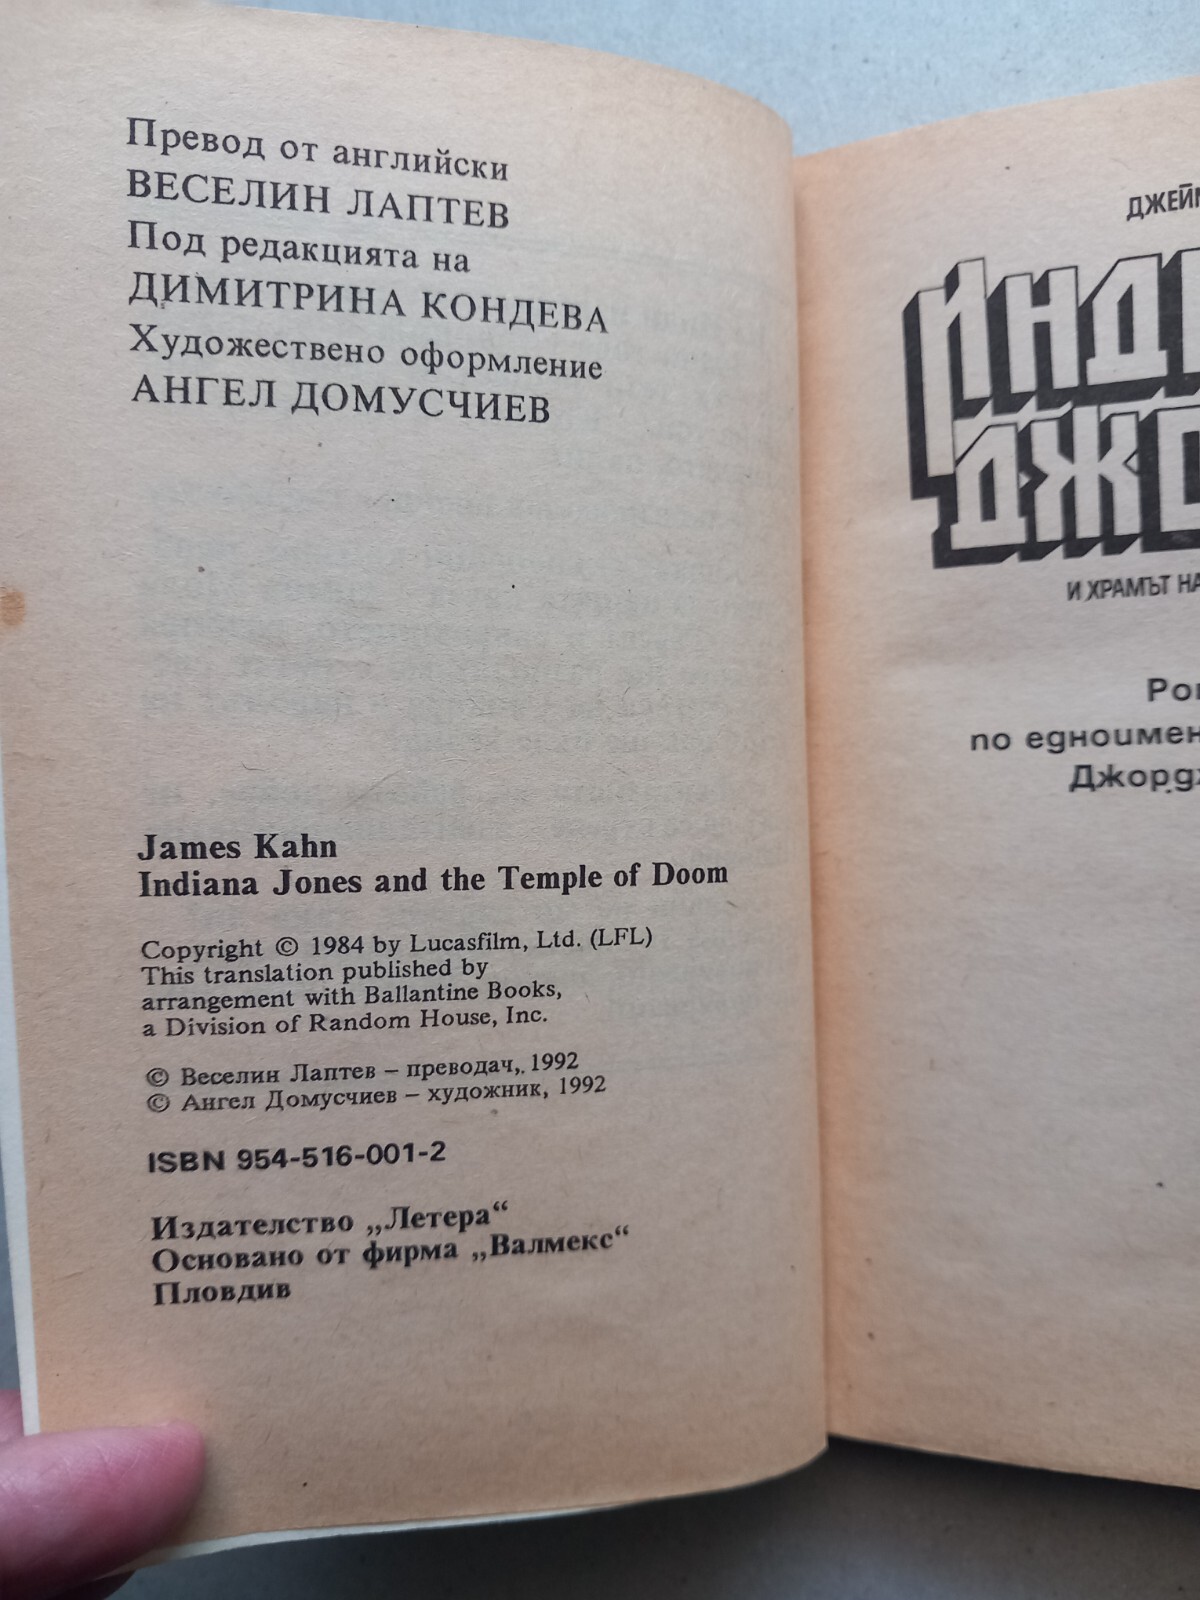 Превод от английски
ВЕСЕЛИН ЛАПТЕВ
Под редакцията на
ДИМИТРИНА КОНДЕВА
Художествено оформление
АНГЕЛ ДОМУСЧИЕВ
James Kahn
Indiana Jones and the Temple of Doom
Copyright © 1984 by Lucasfilm, Ltd. (LFL)
This translation published by
arrangement with Ballantine Books,
a Division of Random House, Inc.
© Веселин Лаптев – преводач, 1992
© Ангел Домусчиев – художник, 1992
ISBN 954-516-001-2
Издателство „Летера“
Основано от фирма „Валмекс“
Пловдив
И ХРАМЪТ НА
по